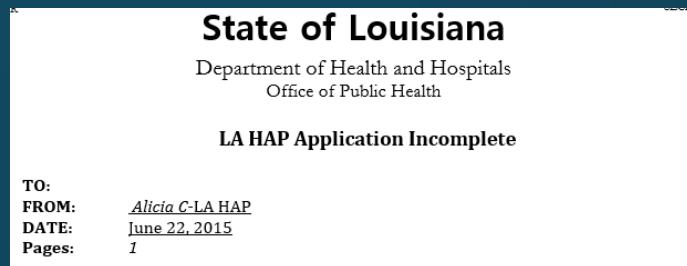 State of Louisiana
Department of Health and Hospitals
Office of Public Health
LA HAP Application Incomplete
TO:
FROM: Alicia C-LA HAP
DATE: June 22, 2015
Pages: 1